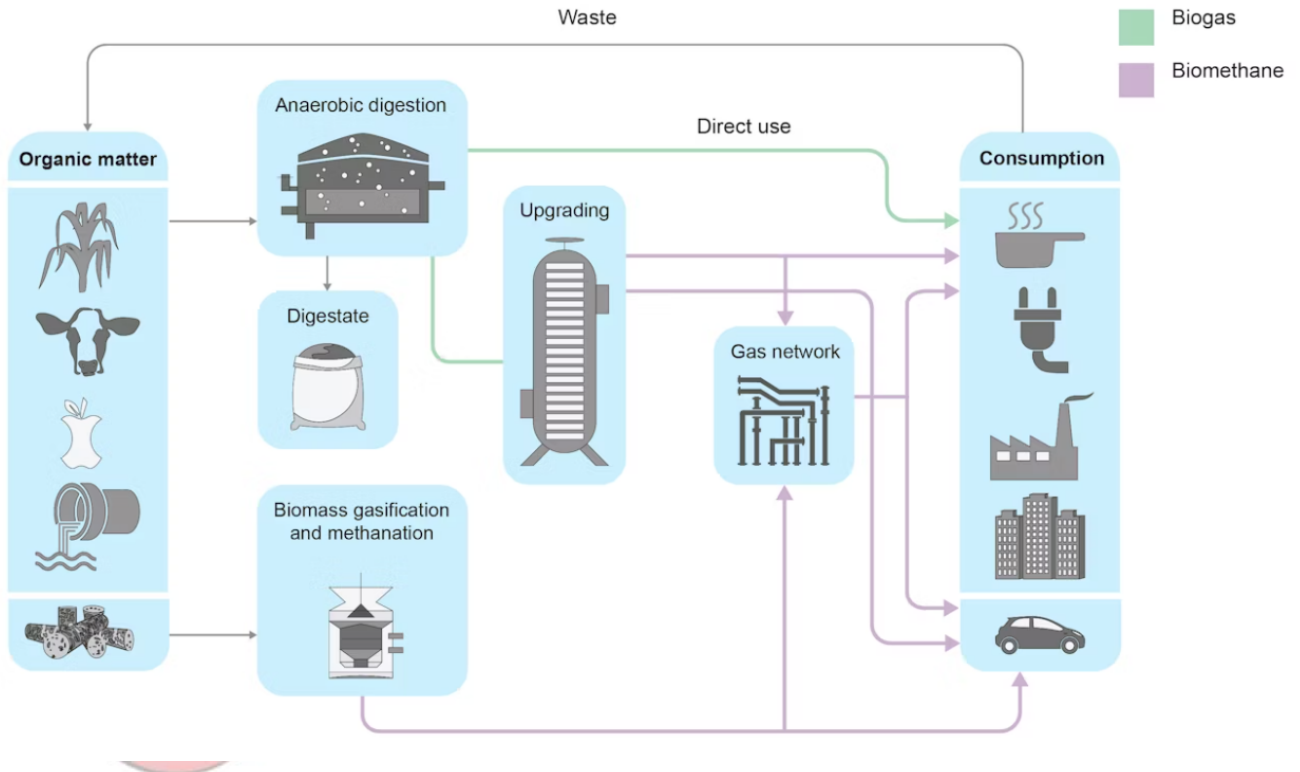 Waste
Biogas
Biomethane
Anaerobic digestion
Direct use
Organic matter
Consumption
Upgrading
Digestate
Gas network
Biomass gasification
and methanation